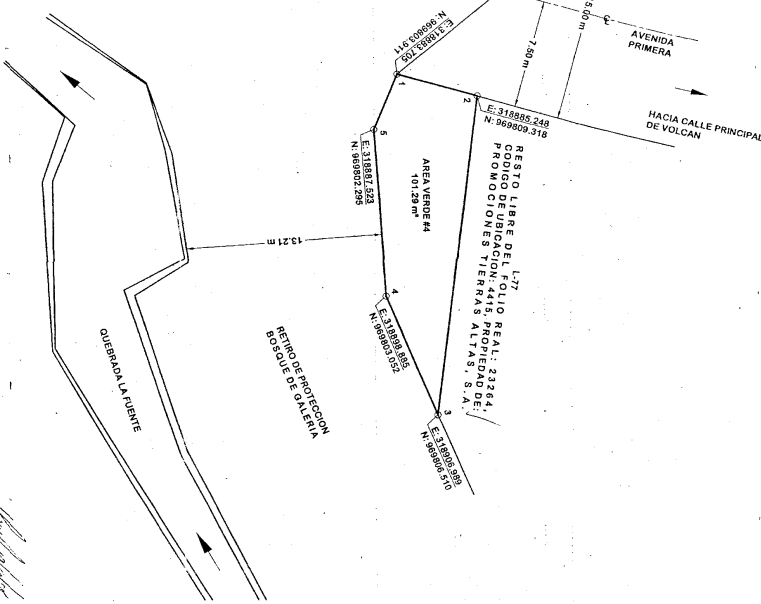 AVENIDA
PRIMERA
HACIA CALLE PRINCIPAL
DE VOLCAN
7.50 m
5.00 m
E: 318883.705
N: 969803.911
1
2
E: 318885.248
N: 969809.318
5
E: 318887.523
N: 969802.295
AREA VERDE #4
101.29 m²
L-77
RESTO LIBRE DEL FOLIO REAL: 23264,
CODIGO DE UBICACION: 4415, PROPIEDAD DE:
PROMOCIONES TIERRAS ALTAS, S.A.
13.21 m
4
E: 318898.885
N: 969803.052
3
E: 318906.989
N: 969806.510
RETIRO DE PROTECCION
BOSQUE DE GALERIA
QUEBRADA LA FUENTE